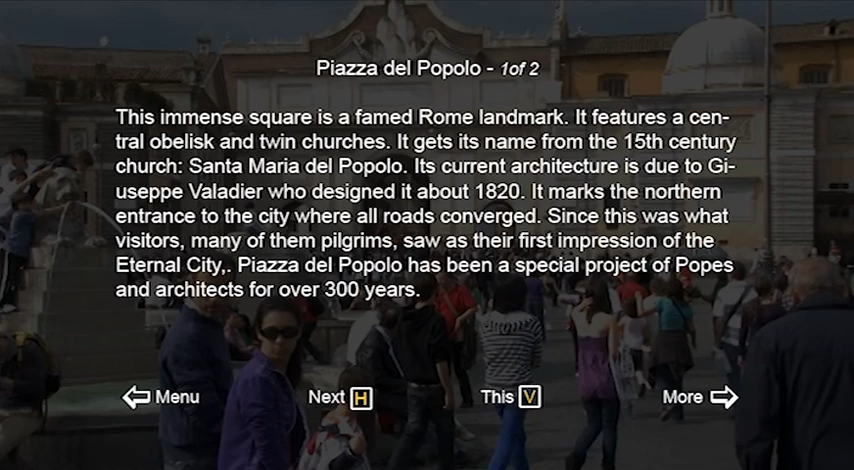 Piazza del Popolo - 1of 2
This immense square is a famed Rome landmark. It features a cen-
tral obelisk and twin churches. It gets its name from the 15th century
church: Santa Maria del Popolo. Its current architecture is due to Gi-
useppe Valadier who designed it about 1820. It marks the northern
entrance to the city where all roads converged. Since this was what
visitors, many of them pilgrims, saw as their first impression of the
Eternal City,. Piazza del Popolo has been a special project of Popes
and architects for over 300 years.
Menu Next H This V More